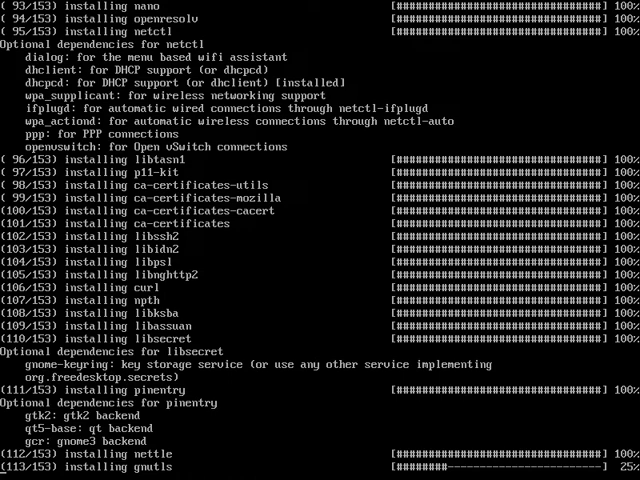 ( 93/153) installing nano [########################] 100%
( 94/153) installing openresolv [########################] 100%
( 95/153) installing netctl [########################] 100%
Optional dependencies for netctl
dialog: for the menu based wifi assistant
dhclient: for DHCP support (or dhcpcd)
dhcpcd: for DHCP support (or dhclient) [installed]
wpa_supplicant: for wireless networking support
ifplugd: for automatic wired connections through netctl-ifplugd
wpa_actiond: for automatic wireless connections through netctl-auto
ppp: for PPP connections
openvswitch: for Open vSwitch connections
( 96/153) installing libtasn1 [########################] 100%
( 97/153) installing p11-kit [########################] 100%
( 98/153) installing ca-certificates-utils [########################] 100%
( 99/153) installing ca-certificates-mozilla [########################] 100%
(100/153) installing ca-certificates-cacert [########################] 100%
(101/153) installing ca-certificates [########################] 100%
(102/153) installing libssh2 [########################] 100%
(103/153) installing libidn2 [########################] 100%
(104/153) installing libpsl [########################] 100%
(105/153) installing libnghttp2 [########################] 100%
(106/153) installing curl [########################] 100%
(107/153) installing npth [########################] 100%
(108/153) installing libksba [########################] 100%
(109/153) installing libassuan [########################] 100%
(110/153) installing libsecret [########################] 100%
Optional dependencies for libsecret
gnome-keyring: key storage service (or use any other service implementing
org.freedesktop.secrets)
(111/153) installing pinentry [########################] 100%
Optional dependencies for pinentry
gtk2: gtk2 backend
qt5-base: qt backend
gcr: gnome3 backend
(112/153) installing nettle [########################] 100%
(113/153) installing gnutls [######------------------] 25%